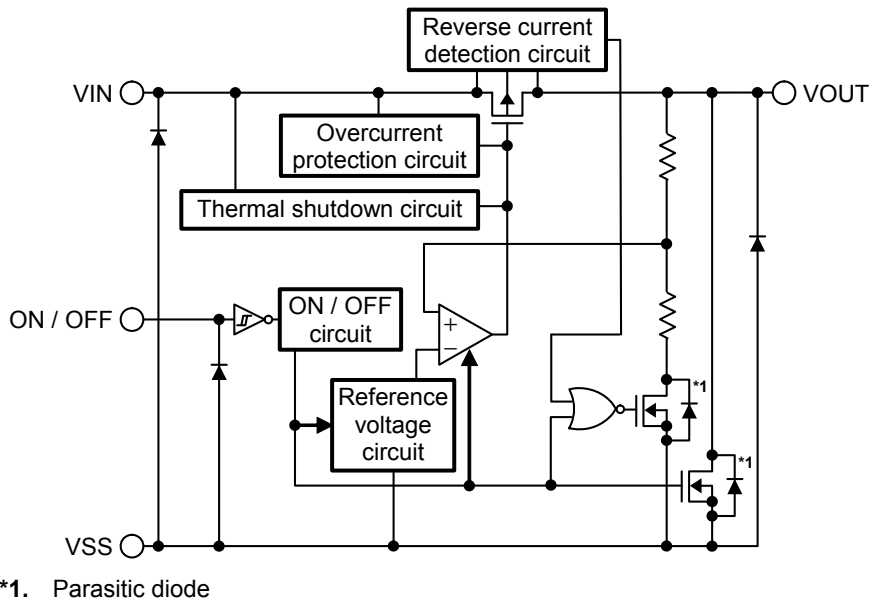 Reverse current
detection circuit
VIN
VOUT
Overcurrent
protection circuit
Thermal shutdown circuit
ON / OFF
ON / OFF
circuit
+
−
Reference
voltage
circuit
*1
*1
VSS
*1. Parasitic diode